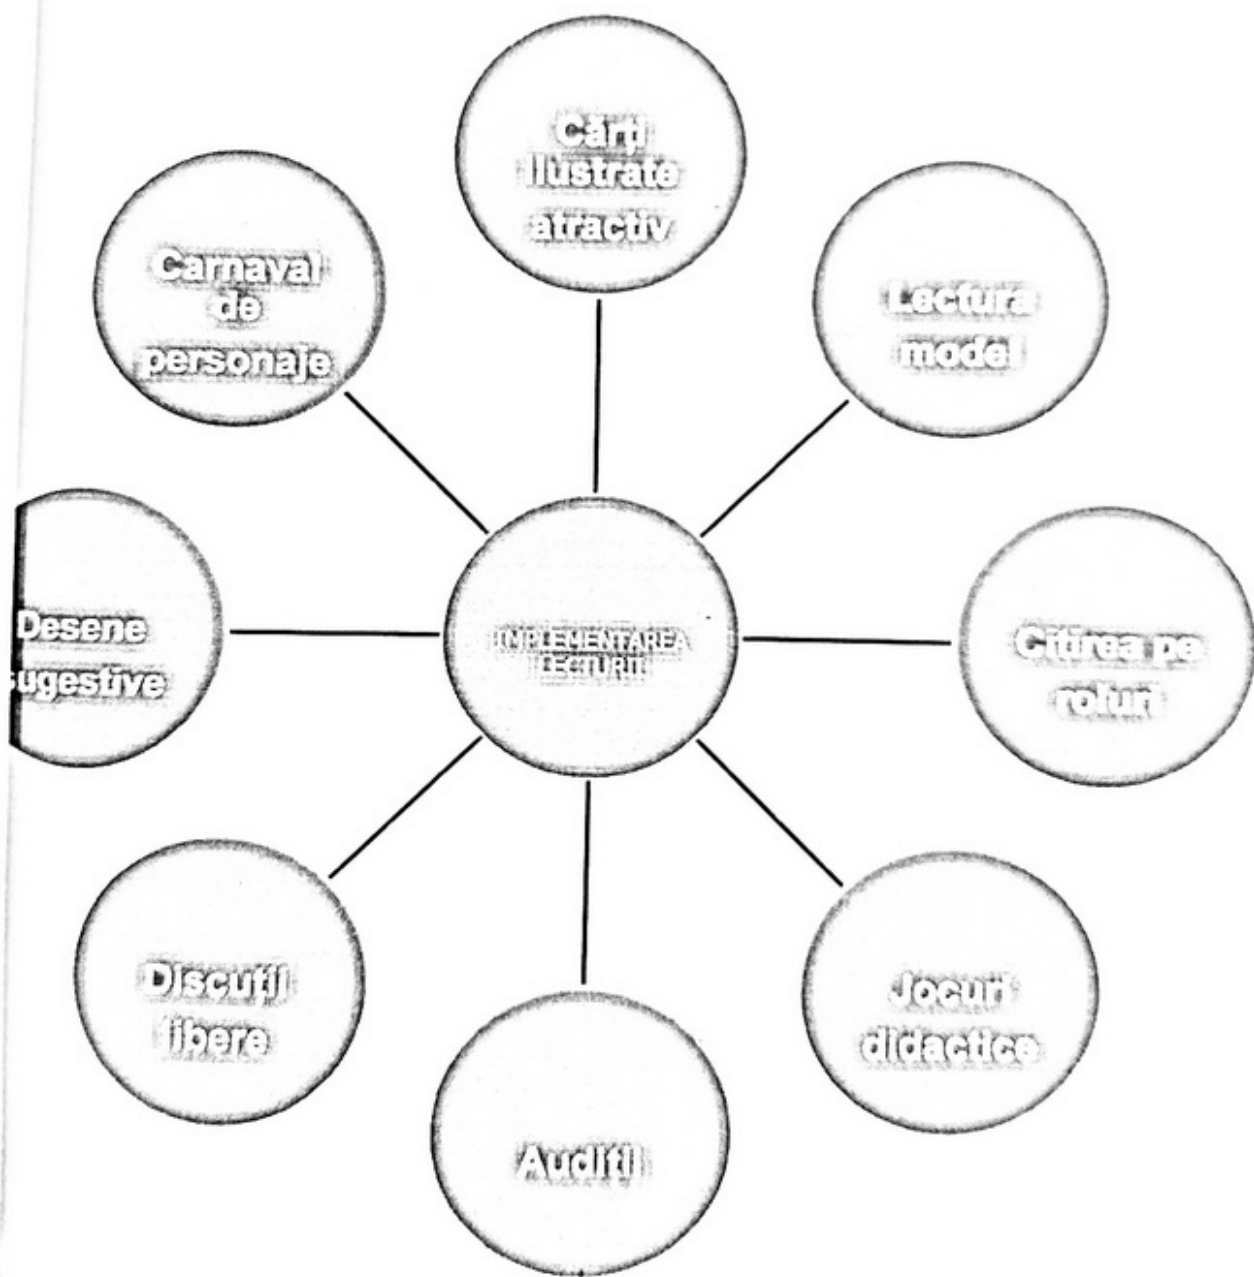 Cărți
ilustrate
atractiv
Lectura
model
Citirea pe
roluri
Jocuri
didactice
Audiții
Discuții
libere
Desene
sugestive
Carnaval
de
personaje
IMPLEMENTAREA
LECTURII